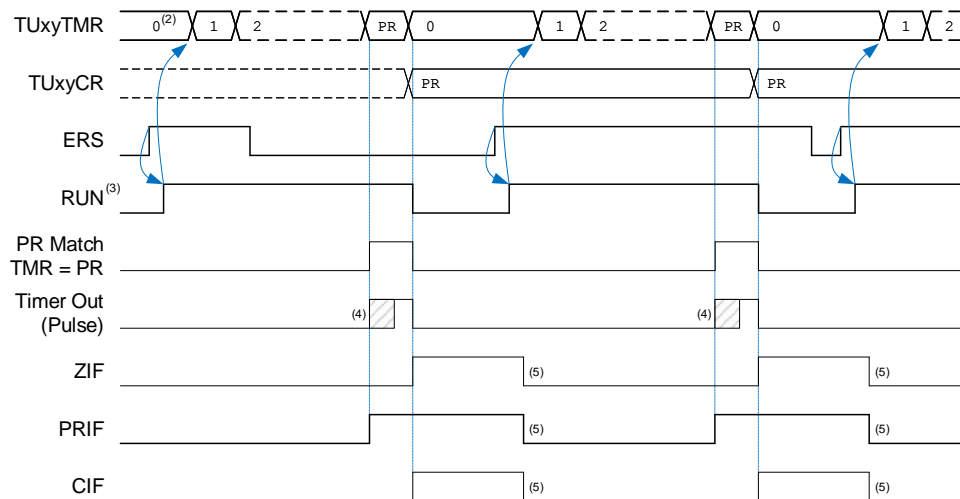 TUxyTMR 0(2) 1 2 PR 0 1 2 PR 0 1 2
TUxyCR PR PR
ERS
RUN(3)
PR Match
TMR = PR
Timer Out
(Pulse) (4) (4)
ZIF (5) (5)
PRIF (5) (5)
CIF (5) (5)